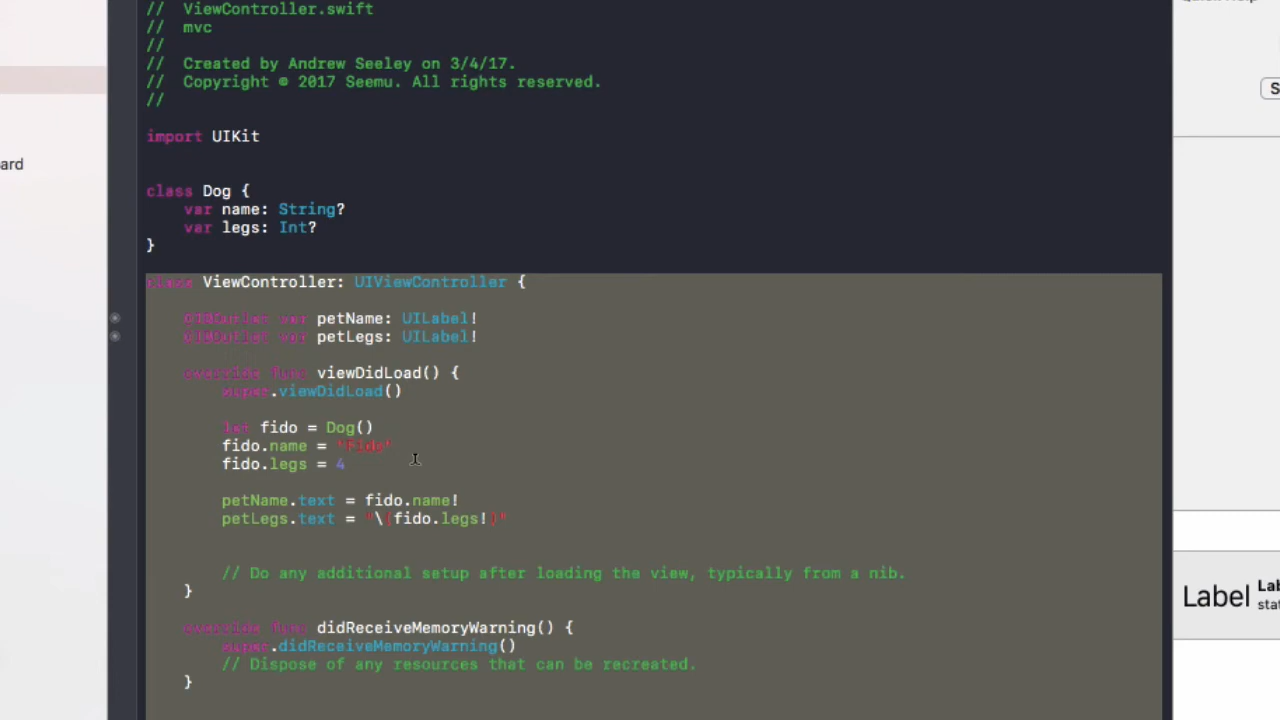 //  ViewController.swift
//  mvc
//
//  Created by Andrew Seeley on 3/4/17.
//  Copyright © 2017 Seemu. All rights reserved.
//
import UIKit
ard
class Dog {
var name: String?
var legs: Int?
}
class ViewController: UIViewController {
@IBOutlet var petName: UILabel!
@IBOutlet var petLegs: UILabel!
override func viewDidLoad() {
super.viewDidLoad()
let fido = Dog()
fido.name = "Fido"
fido.legs = 4
petName.text = fido.name!
petLegs.text = "\(fido.legs!)"
// Do any additional setup after loading the view, typically from a nib.
}
override func didReceiveMemoryWarning() {
super.didReceiveMemoryWarning()
// Dispose of any resources that can be recreated.
}
S
Label
Lab
stat